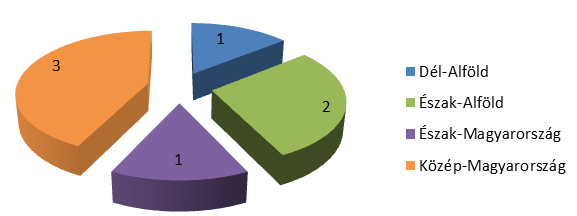 1
3
2
1
Dél-Alföld
Észak-Alföld
Észak-Magyarország
Közép-Magyarország